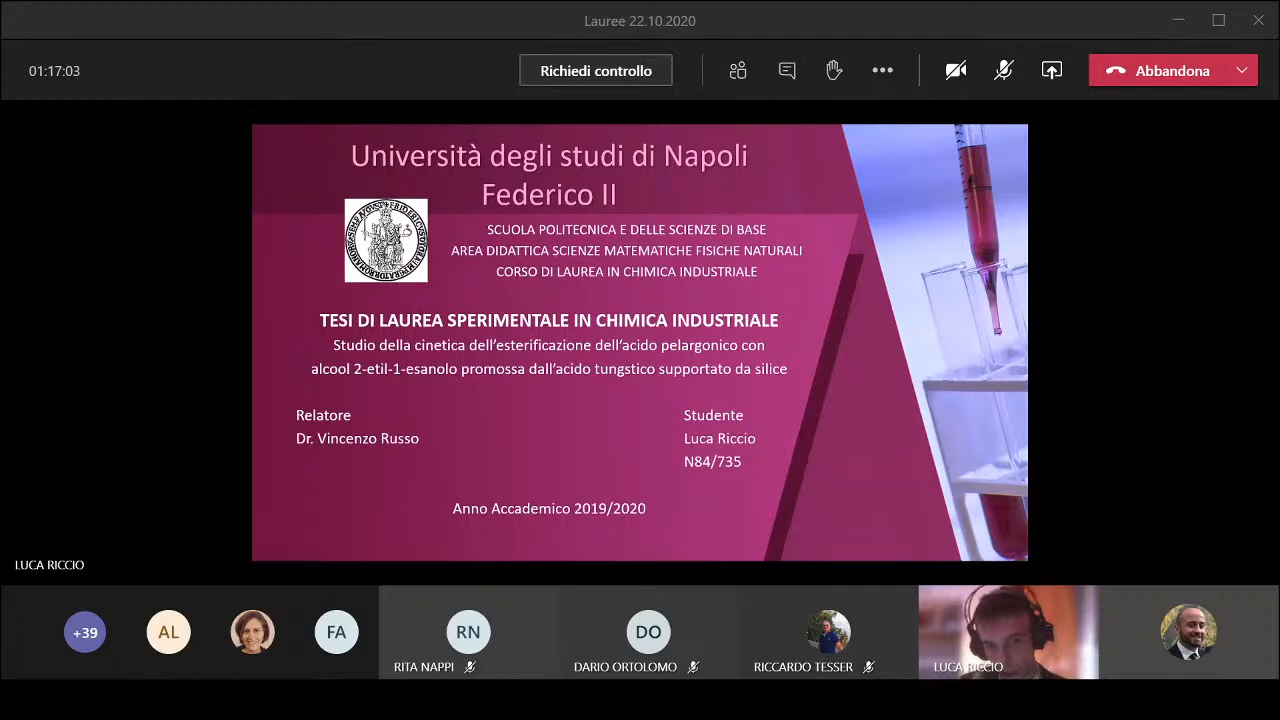 Lauree 22.10.2020
01:17:03
Richiedi controllo
Abbandona
Università degli studi di Napoli
Federico II
SCUOLA POLITECNICA E DELLE SCIENZE DI BASE
AREA DIDATTICA SCIENZE MATEMATICHE FISICHE NATURALI
CORSO DI LAUREA IN CHIMICA INDUSTRIALE
TESI DI LAUREA SPERIMENTALE IN CHIMICA INDUSTRIALE
Studio della cinetica dell'esterificazione dell'acido pelargonico con
alcool 2-etil-1-esanolo promossa dall'acido tungstico supportato da silice
Relatore
Dr. Vincenzo Russo
Studente
Luca Riccio
N84/735
Anno Accademico 2019/2020
LUCA RICCIO
+39
AL
FA
RN
RITA NAPPI
DO
DARIO ORTOLOMO
RICCARDO TESSER
LUCA RICCIO